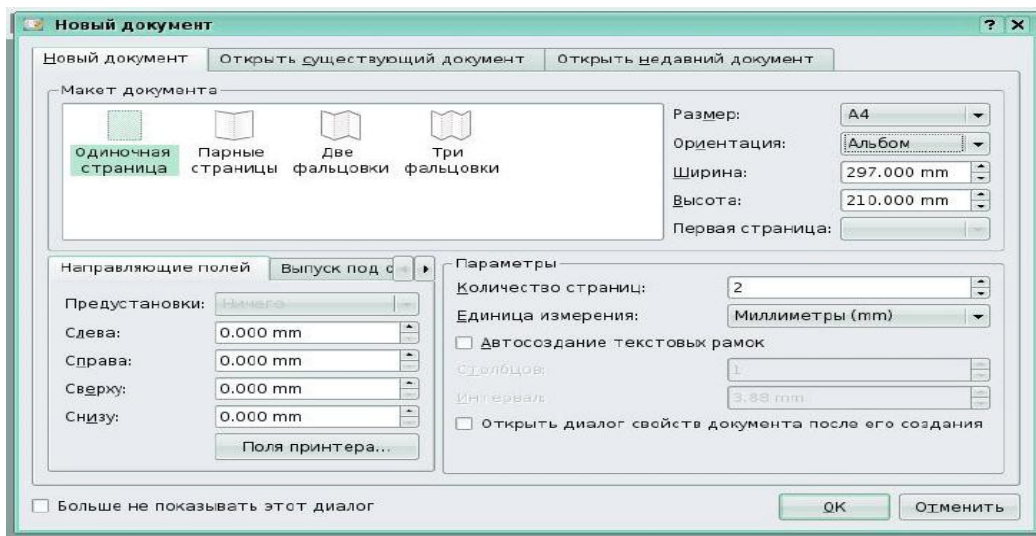 Новый документ
? X
Новый документ Открыть существующий документ Открыть недавний документ
Макет документа
Одиночная страница
Парные страницы
Две фальцовки
Три фальцовки
Размер: A4
Ориентация: Альбом
Ширина: 297.000 mm
Высота: 210.000 mm
Первая страница:
Направляющие полей Выпуск под
Предустановки: Ничего
Слева: 0.000 mm
Справа: 0.000 mm
Сверху: 0.000 mm
Снизу: 0.000 mm
Поля принтера...
Параметры
Количество страниц: 2
Единица измерения: Миллиметры (mm)
Автосоздание текстовых рамок
Столбцов: 1
Интервал: 3.88 mm
Открыть диалог свойств документа после его создания
Больше не показывать этот диалог
OK Отменить